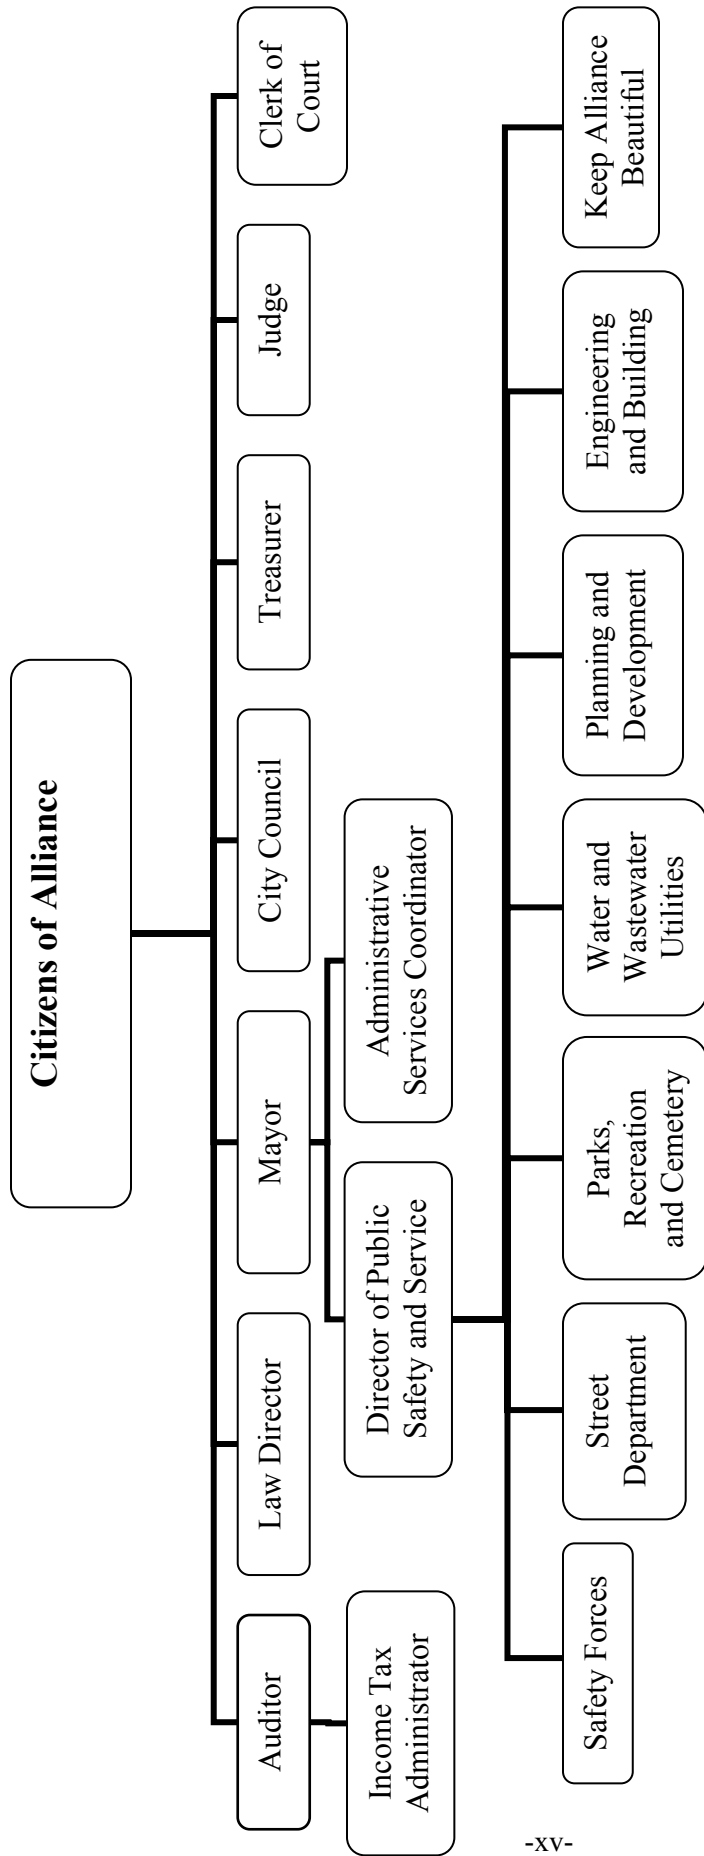 Citizens of Alliance
Auditor
Law Director
Mayor
City Council
Treasurer
Judge
Clerk of
Court
Income Tax
Administrator
Director of Public
Safety and Service
Administrative
Services Coordinator
Safety Forces
Street
Department
Parks,
Recreation
and Cemetery
Water and
Wastewater
Utilities
Planning and
Development
Engineering
and Building
Keep Alliance
Beautiful
-xv-